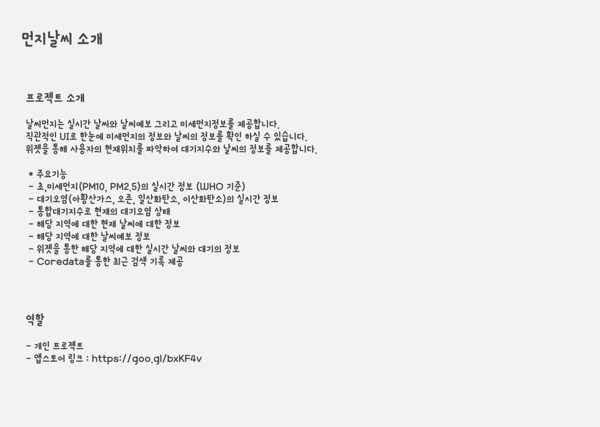 먼지날씨 소개
프로젝트 소개
날씨먼지는 실시간 날씨와 날씨예보 그리고 미세먼지정보를 제공합니다.
직관적인 UI로 한눈에 미세먼지의 정보와 날씨의 정보를 확인 하실 수 있습니다.
위젯을 통해 사용자의 현재위치를 파악하여 대기지수와 날씨의 정보를 제공합니다.
* 주요기능
- 초,미세먼지(PM10, PM2.5)의 실시간 정보 (WHO 기준)
- 대기오염(아황산가스, 오존, 일산화탄소, 이산화탄소)의 실시간 정보
- 통합대기지수로 현재의 대기오염 상태
- 해당 지역에 대한 현재 날씨에 대한 정보
- 해당 지역에 대한 날씨예보 정보
- 위젯을 통한 해당 지역에 대한 실시간 날씨와 대기의 정보
- Coredata를 통한 최근 검색 기록 제공
역할
- 개인 프로젝트
- 앱스토어 링크 : https://goo.gl/bxKF4v